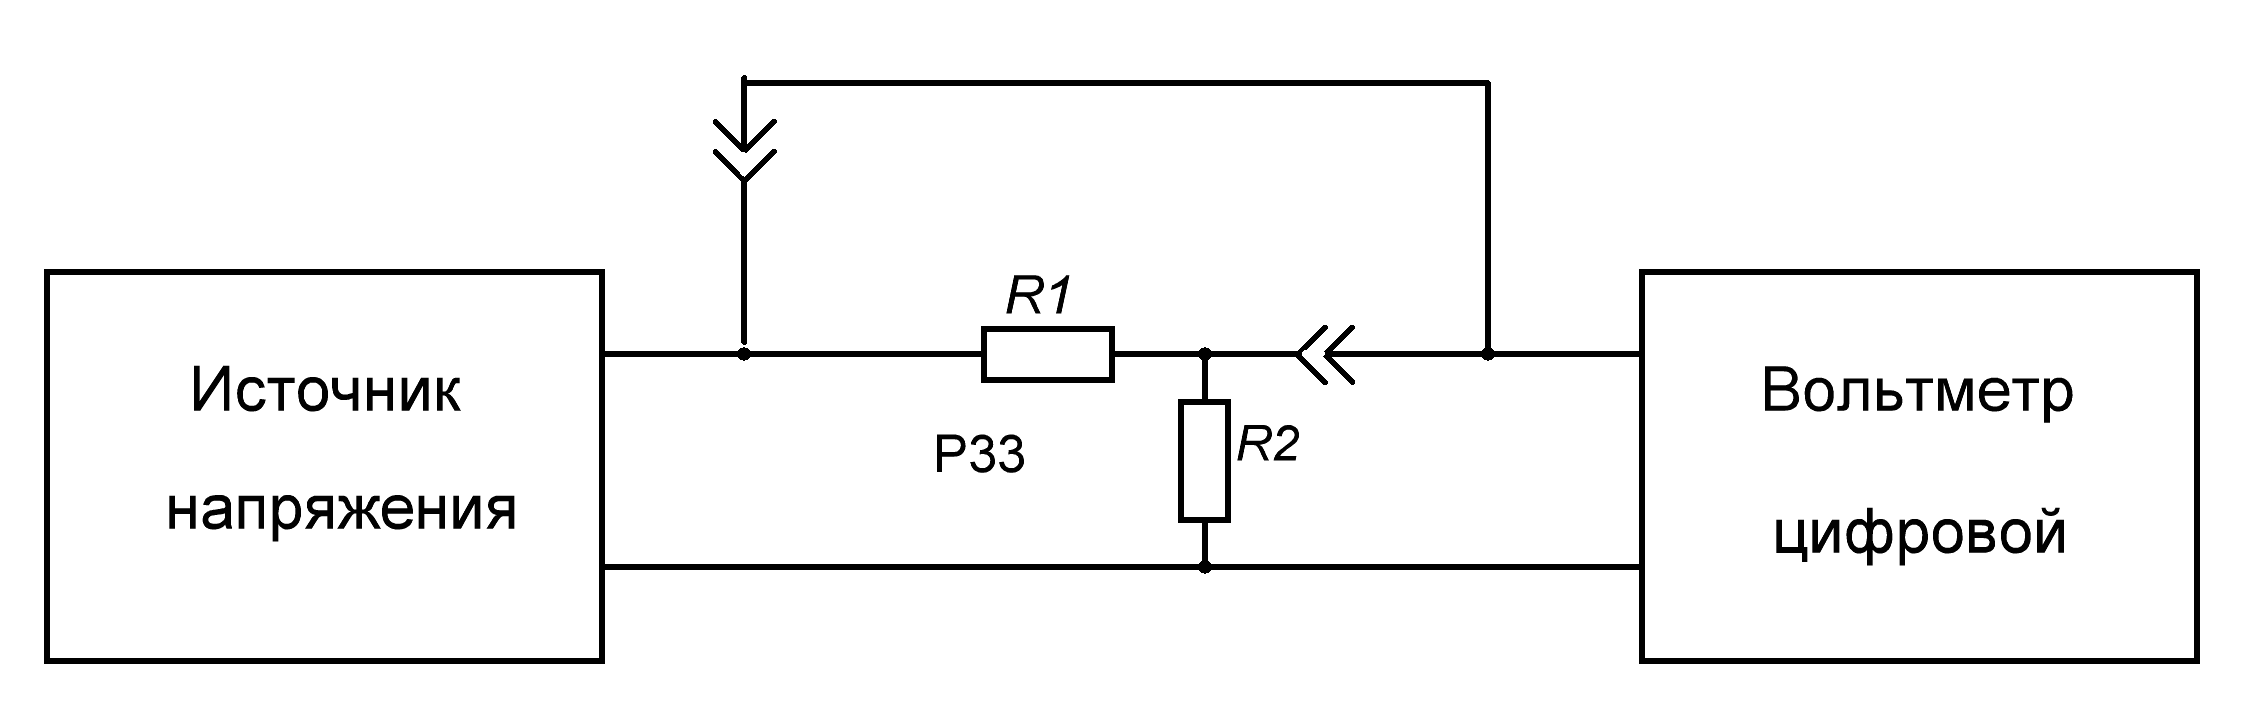 R1
Источник
напряжения
Р33
R2
Вольтметр
цифровой